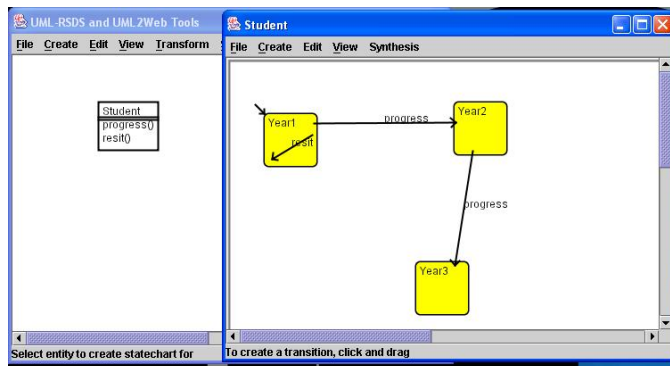 UML-RSDS and UML2Web Tools
File Create Edit View Transform
Student
progress()
resit()
Select entity to create statechart for
Student
File Create Edit View Synthesis
Year1
progress
Year2
resit
progress
Year3
To create a transition, click and drag